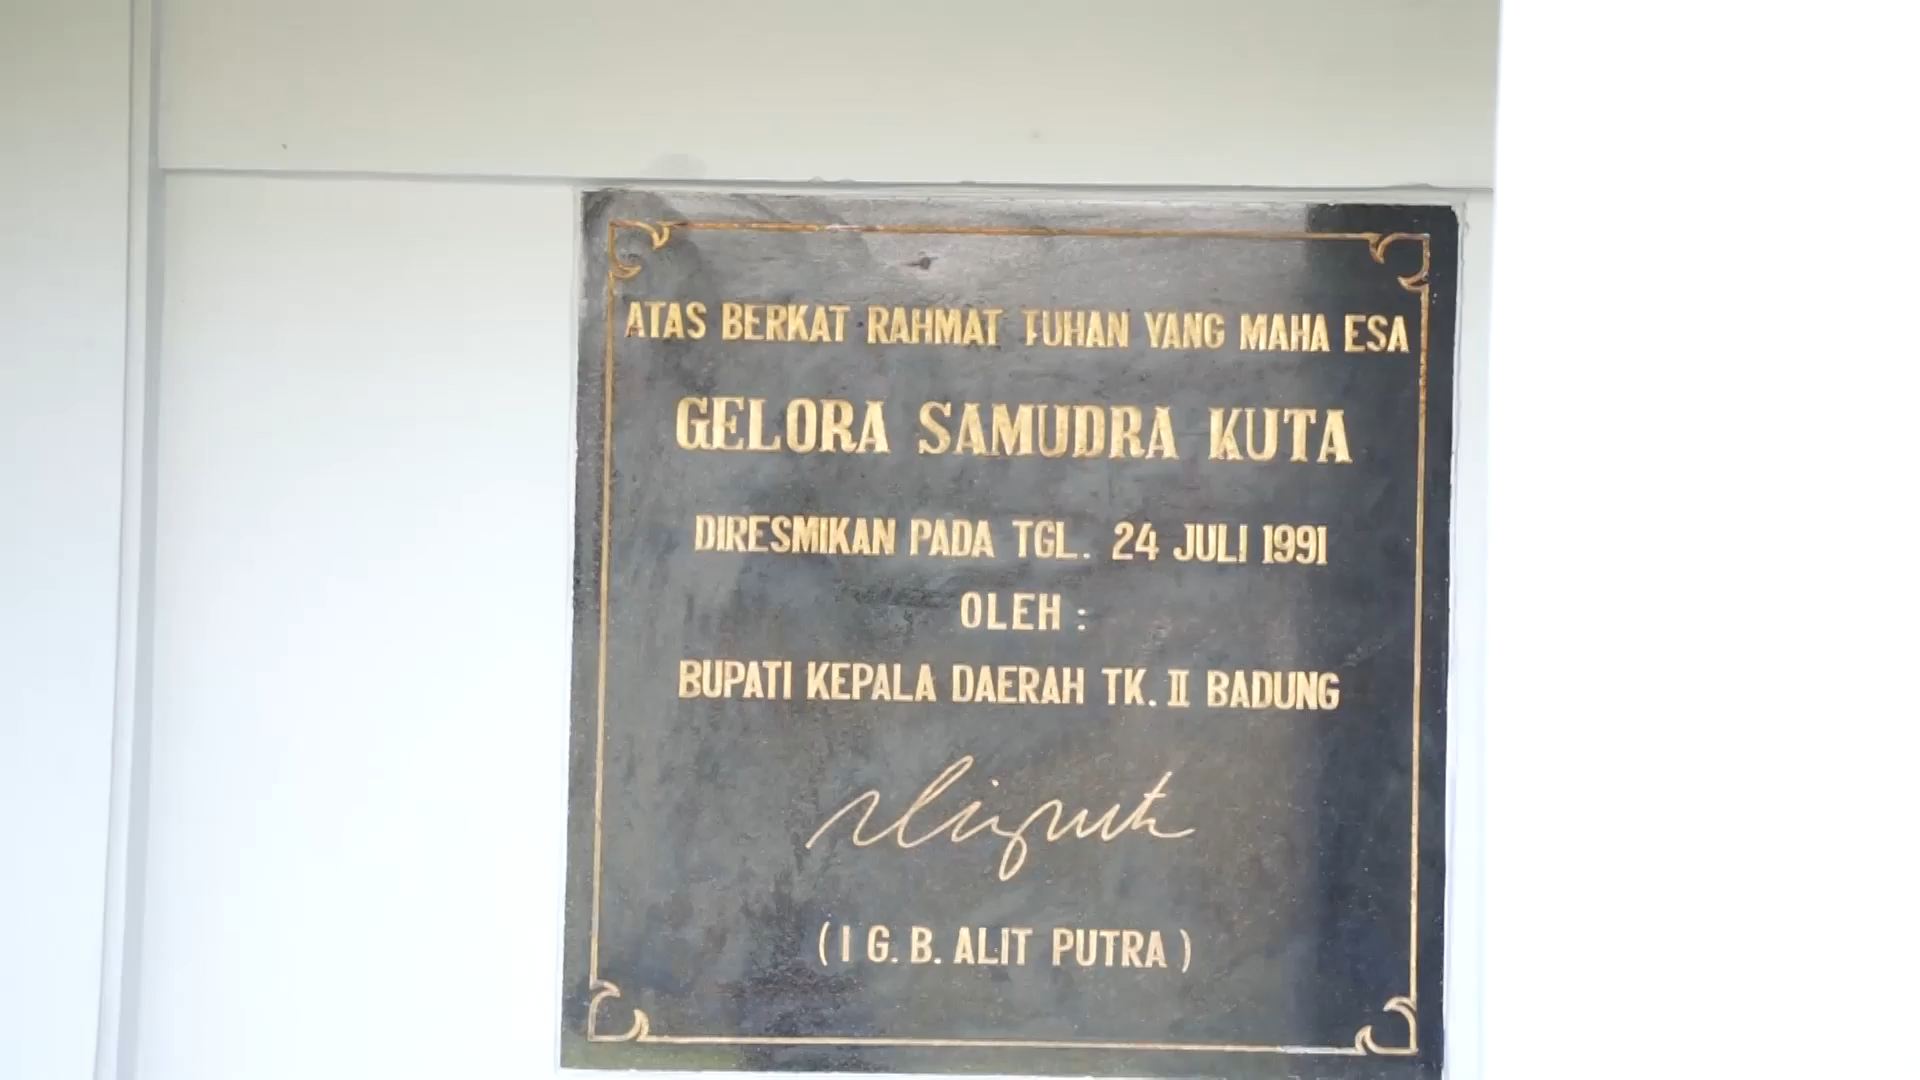 ATAS BERKAT RAHMAT TUHAN YANG MAHA ESA
GELORA SAMUDRA KUTA
DIRESMIKAN PADA TGL. 24 JULI 1991
OLEH :
BUPATI KEPALA DAERAH TK. II BADUNG
(I G. B. ALIT PUTRA)